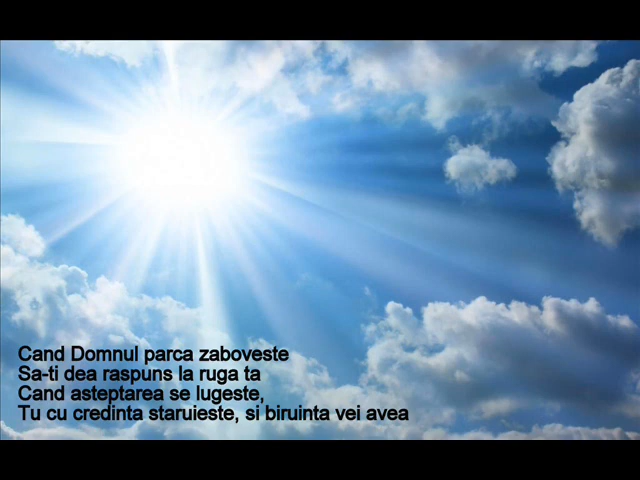 Cand Domnul parca zaboveste
Sa-ti dea raspuns la ruga ta
Cand asteptarea se lugeste,
Tu cu credinta staruieste, si biruinta vei avea